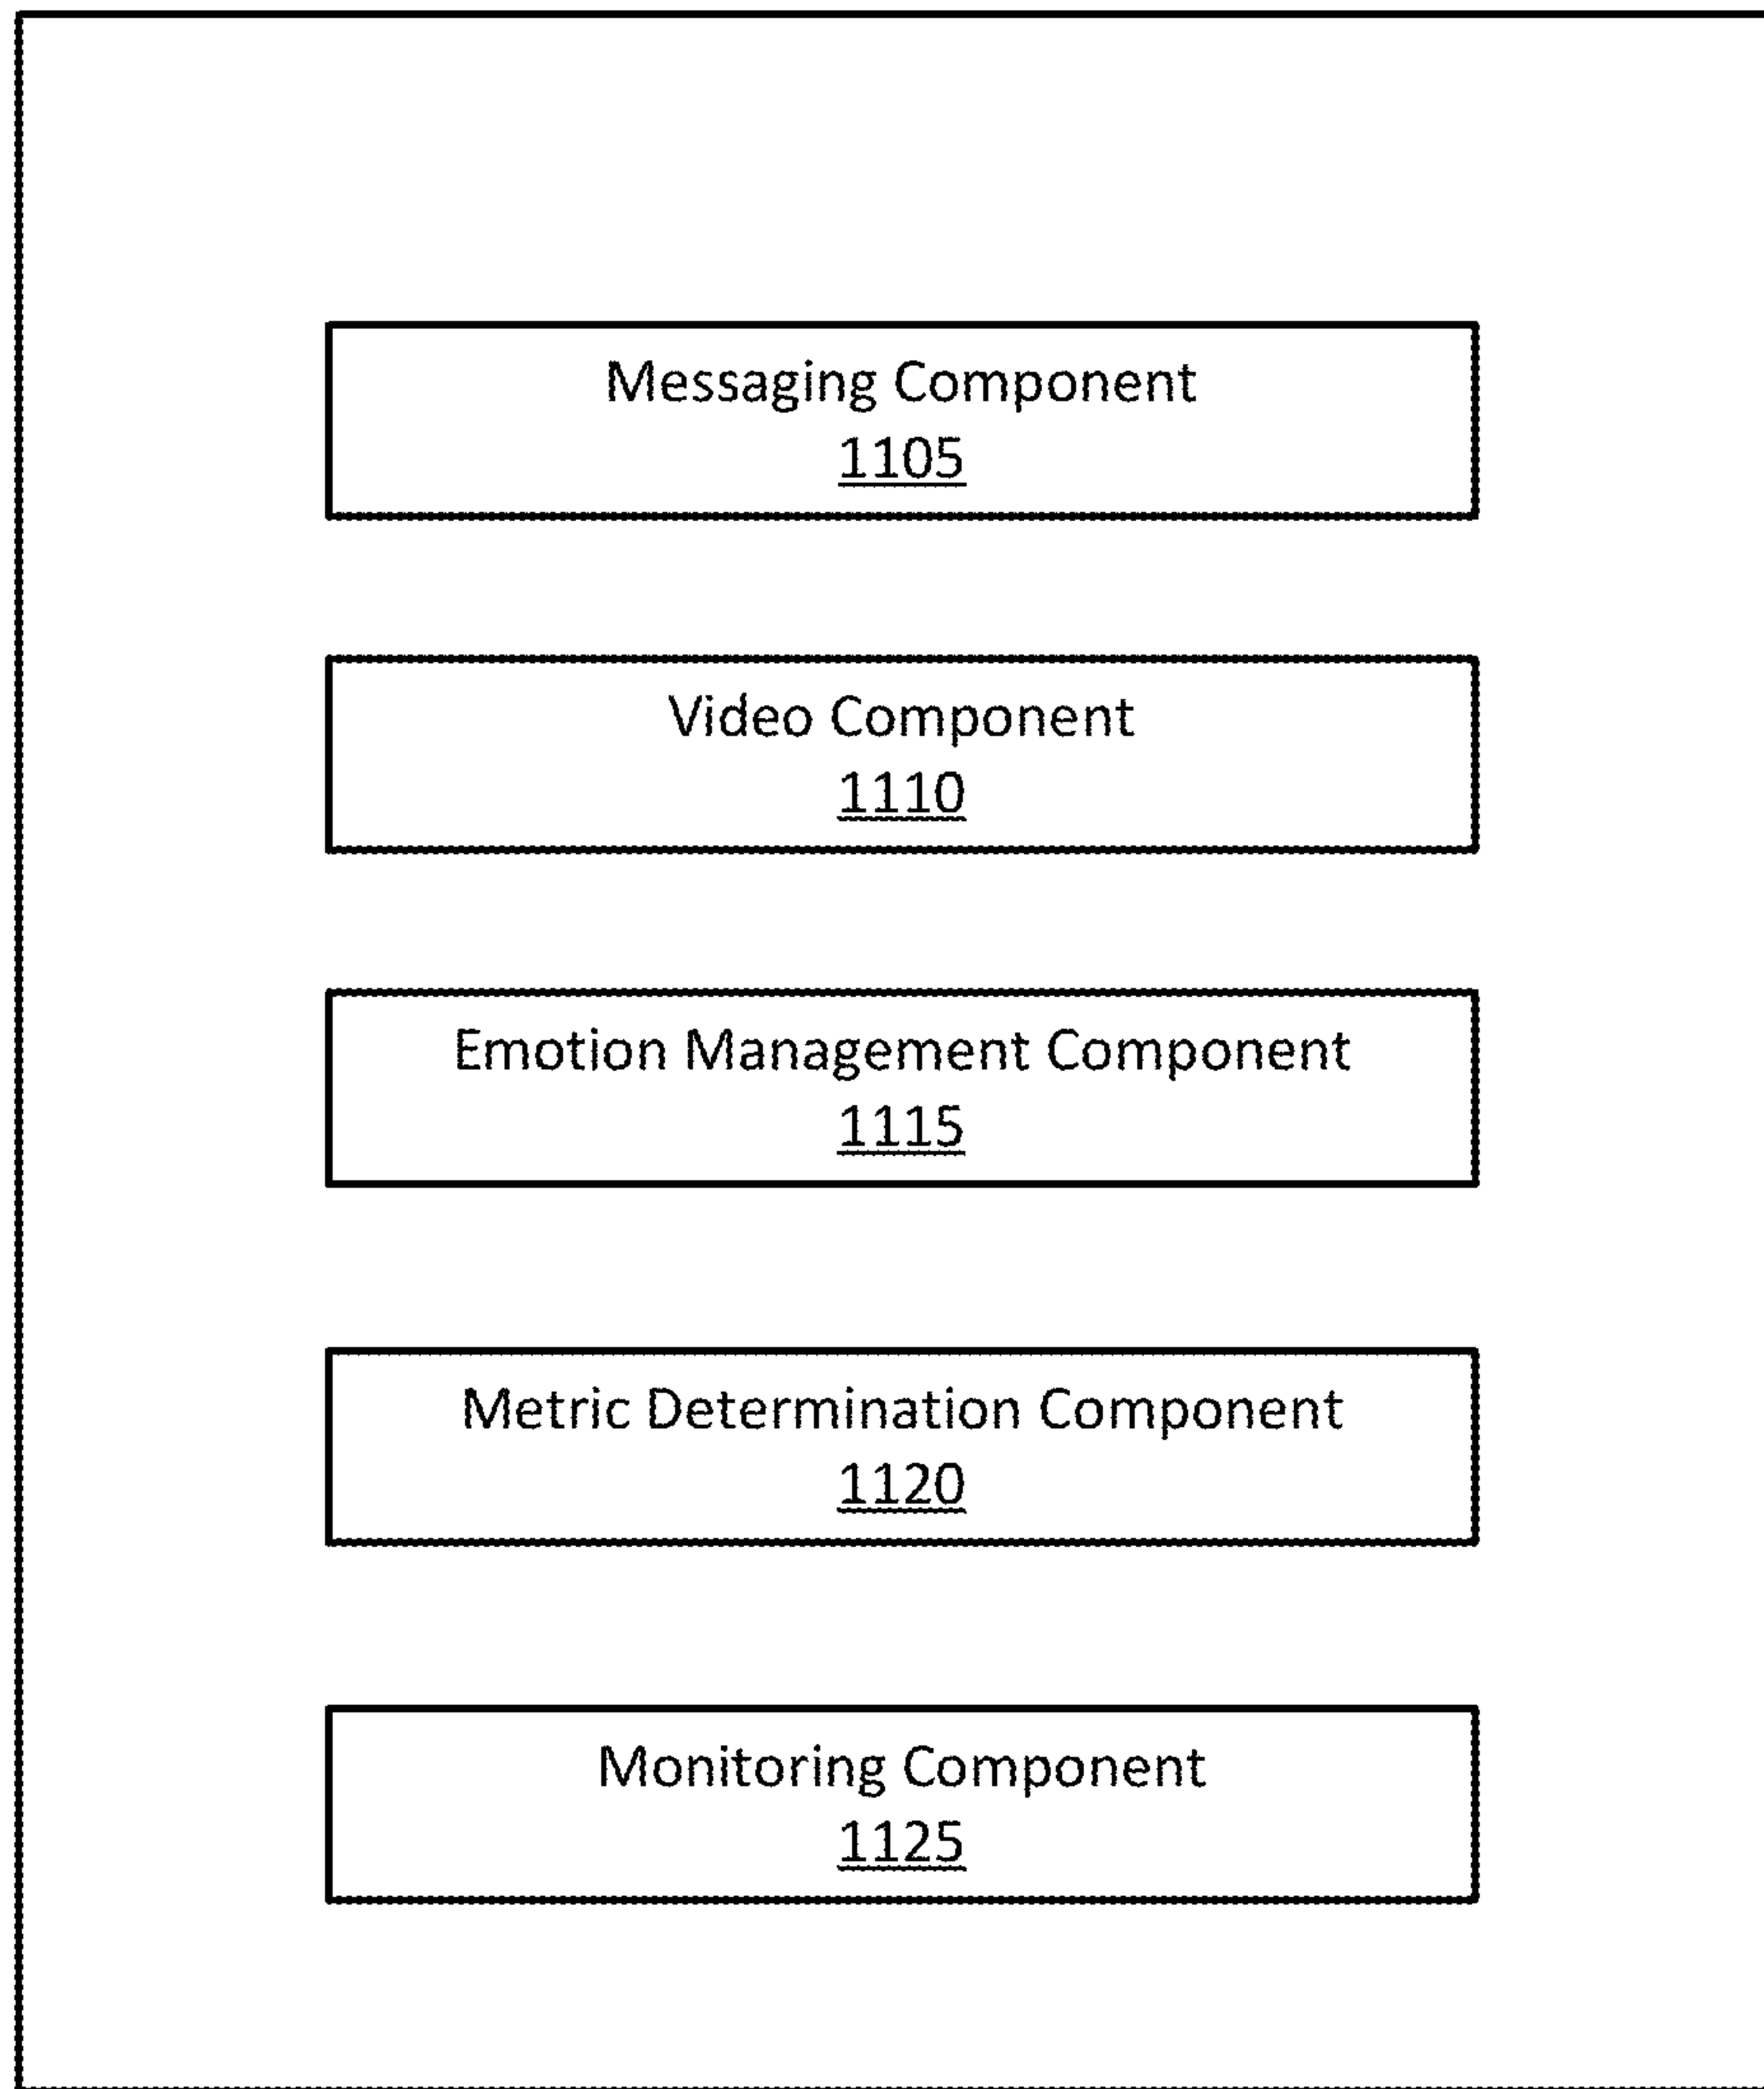 Messaging Component
1105
Video Component
1110
Emotion Management Component
1115
Metric Determination Component
1120
Monitoring Component
1125